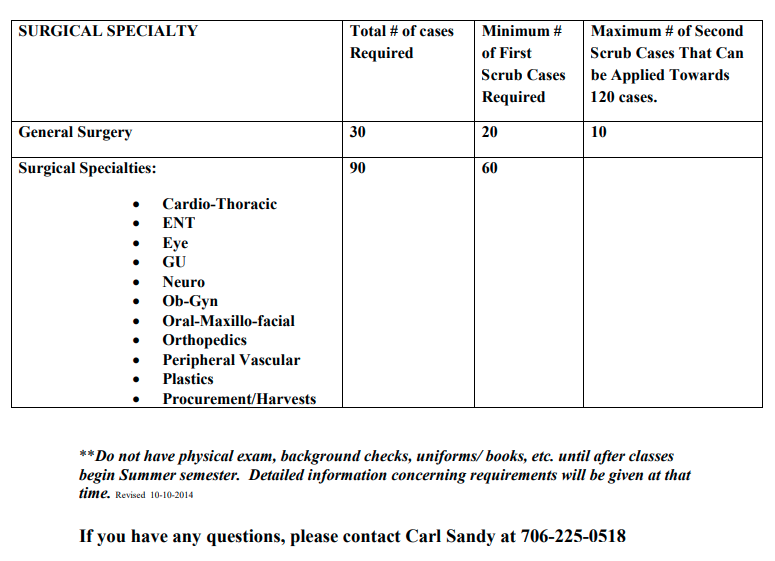 SURGICAL SPECIALTY
Total # of cases
Required
Minimum #
of First
Scrub Cases
Required
Maximum # of Second
Scrub Cases That Can
be Applied Towards
120 cases.
General Surgery
30
20
10
Surgical Specialties:
90
60
• Cardio-Thoracic
• ENT
• Eye
• GU
• Neuro
• Ob-Gyn
• Oral-Maxillo-facial
• Orthopedics
• Peripheral Vascular
• Plastics
• Procurement/Harvests
**Do not have physical exam, background checks, uniforms/ books, etc. until after classes
begin Summer semester. Detailed information concerning requirements will be given at that
time. Revised 10-10-2014
If you have any questions, please contact Carl Sandy at 706-225-0518